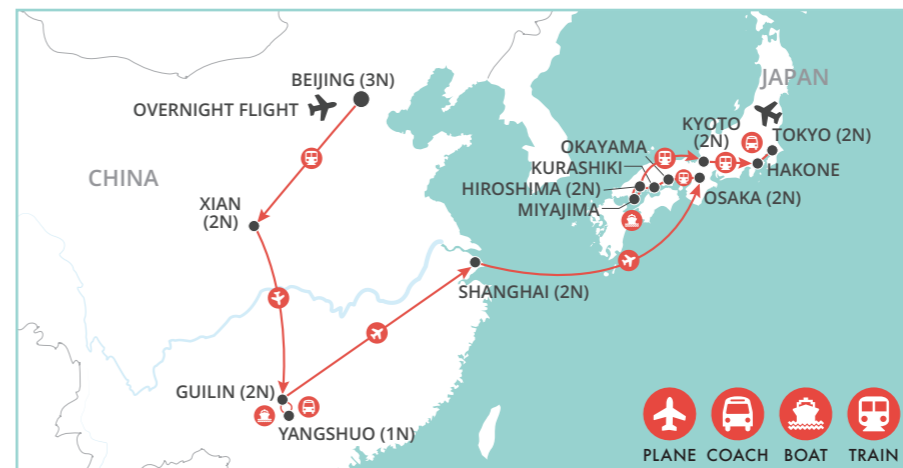 BEIJING (3N)
OVERNIGHT FLIGHT
CHINA
XIAN
(2N)
GUILIN (2N)
YANGSHUO (1N)
SHANGHAI (2N)
JAPAN
KYOTO
(2N)
TOKYO (2N)
OKAYAMA
KURASHIKI
HAKONE
HIROSHIMA (2N)
OSAKA (2N)
MIYAJIMA
PLANE COACH BOAT TRAIN